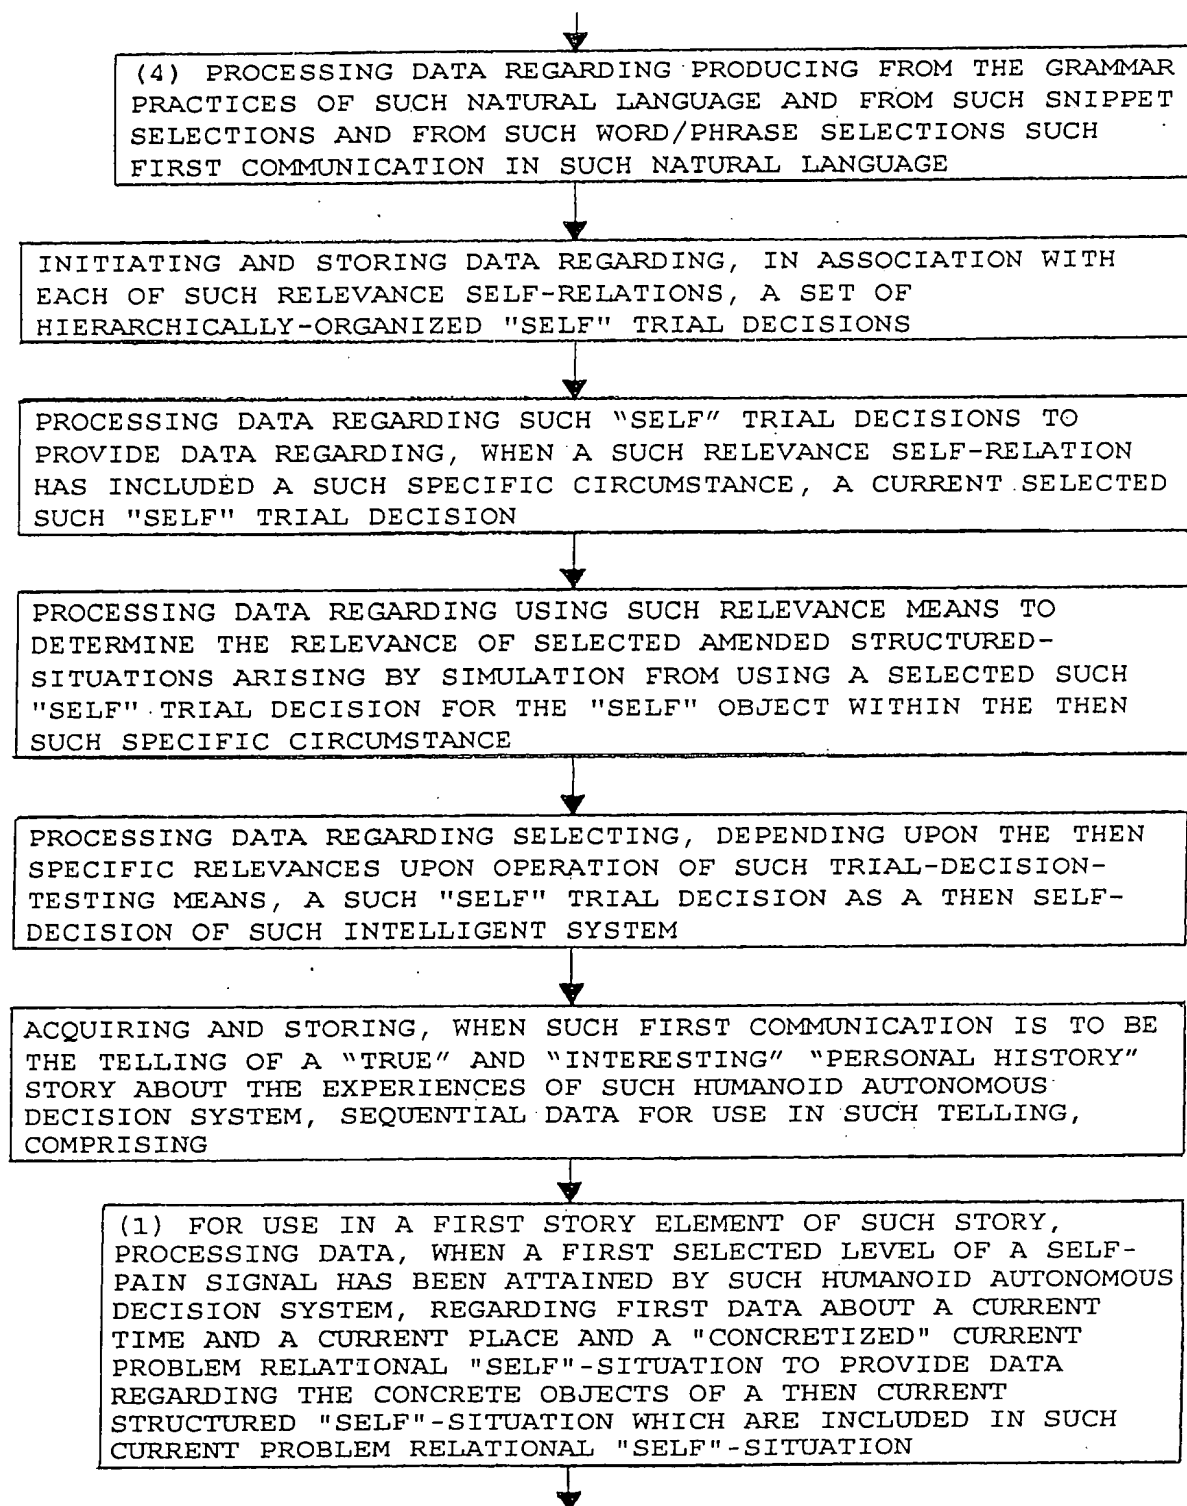 (4) PROCESSING DATA REGARDING PRODUCING FROM THE GRAMMAR
PRACTICES OF SUCH NATURAL LANGUAGE AND FROM SUCH SNIPPET
SELECTIONS AND FROM SUCH WORD/PHRASE SELECTIONS SUCH
FIRST COMMUNICATION IN SUCH NATURAL LANGUAGE
INITIATING AND STORING DATA REGARDING, IN ASSOCIATION WITH
EACH OF SUCH RELEVANCE SELF-RELATIONS, A SET OF
HIERARCHICALLY-ORGANIZED "SELF" TRIAL DECISIONS
PROCESSING DATA REGARDING SUCH “SELF” TRIAL DECISIONS TO
PROVIDE DATA REGARDING, WHEN A SUCH RELEVANCE SELF-RELATION
HAS INCLUDED A SUCH SPECIFIC CIRCUMSTANCE, A CURRENT SELECTED
SUCH "SELF" TRIAL DECISION
PROCESSING DATA REGARDING USING SUCH RELEVANCE MEANS TO
DETERMINE THE RELEVANCE OF SELECTED AMENDED STRUCTURED-
SITUATIONS ARISING BY SIMULATION FROM USING A SELECTED SUCH
"SELF" TRIAL DECISION FOR THE "SELF" OBJECT WITHIN THE THEN
SUCH SPECIFIC CIRCUMSTANCE
PROCESSING DATA REGARDING SELECTING, DEPENDING UPON THE THEN
SPECIFIC RELEVANCES UPON OPERATION OF SUCH TRIAL-DECISION-
TESTING MEANS, A SUCH "SELF" TRIAL DECISION AS A THEN SELF-
DECISION OF SUCH INTELLIGENT SYSTEM
ACQUIRING AND STORING, WHEN SUCH FIRST COMMUNICATION IS TO BE
THE TELLING OF A “TRUE” AND “INTERESTING” “PERSONAL HISTORY”
STORY ABOUT THE EXPERIENCES OF SUCH HUMANOID AUTONOMOUS
DECISION SYSTEM, SEQUENTIAL DATA FOR USE IN SUCH TELLING,
COMPRISING
(1) FOR USE IN A FIRST STORY ELEMENT OF SUCH STORY,
PROCESSING DATA, WHEN A FIRST SELECTED LEVEL OF A SELF-
PAIN SIGNAL HAS BEEN ATTAINED BY SUCH HUMANOID AUTONOMOUS
DECISION SYSTEM, REGARDING FIRST DATA ABOUT A CURRENT
TIME AND A CURRENT PLACE AND A "CONCRETIZED" CURRENT
PROBLEM RELATIONAL "SELF"-SITUATION TO PROVIDE DATA
REGARDING THE CONCRETE OBJECTS OF A THEN CURRENT
STRUCTURED "SELF"-SITUATION WHICH ARE INCLUDED IN SUCH
CURRENT PROBLEM RELATIONAL "SELF"-SITUATION